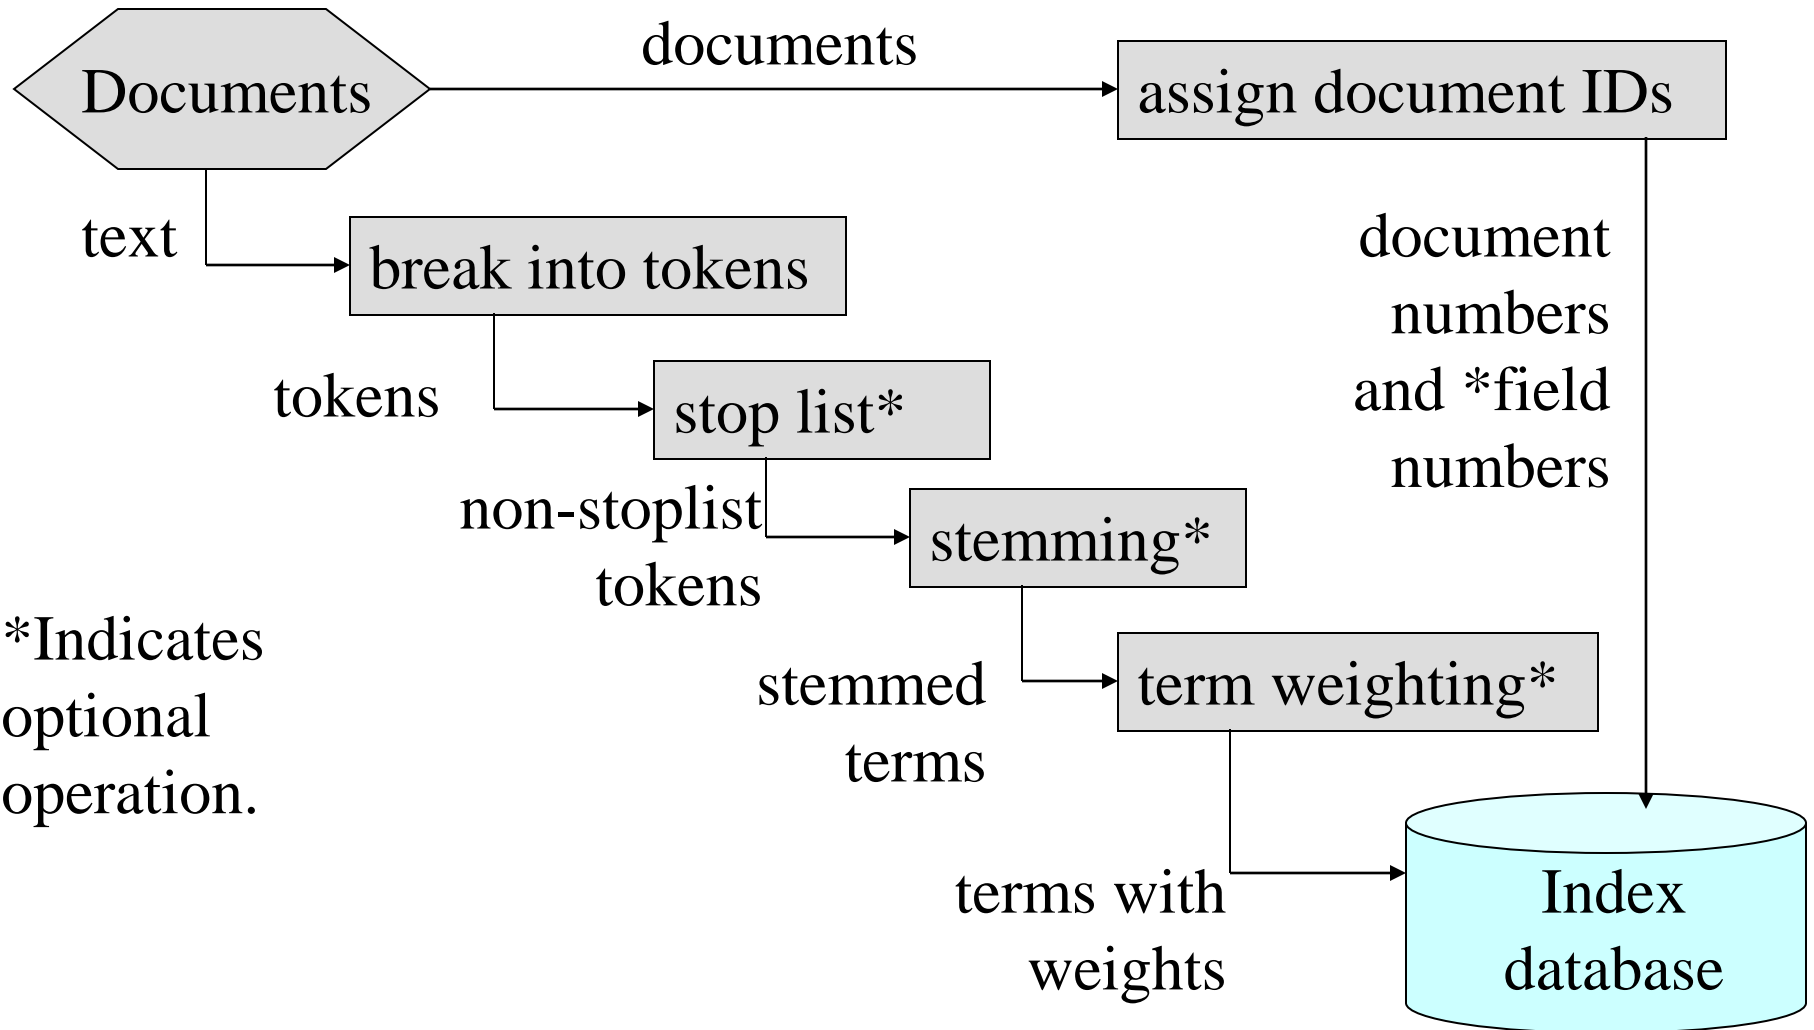 documents
Documents
assign document IDs
text
break into tokens
document
numbers
and *field
numbers
tokens
stop list*
non-stoplist
tokens
stemming*
*Indicates
optional
operation.
stemmed
terms
term weighting*
terms with
weights
Index
database